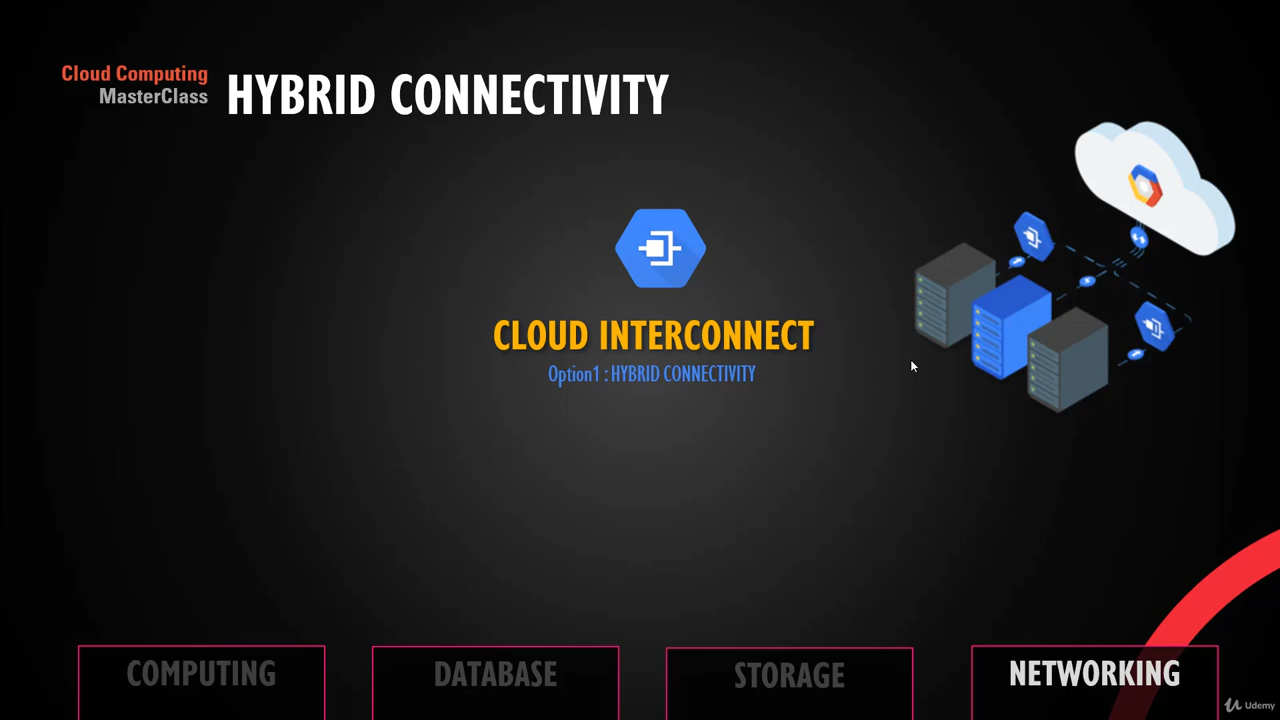 Cloud Computing
MasterClass
HYBRID CONNECTIVITY
CLOUD INTERCONNECT
Option1 : HYBRID CONNECTIVITY
COMPUTING
DATABASE
STORAGE
NETWORKING
Udemy